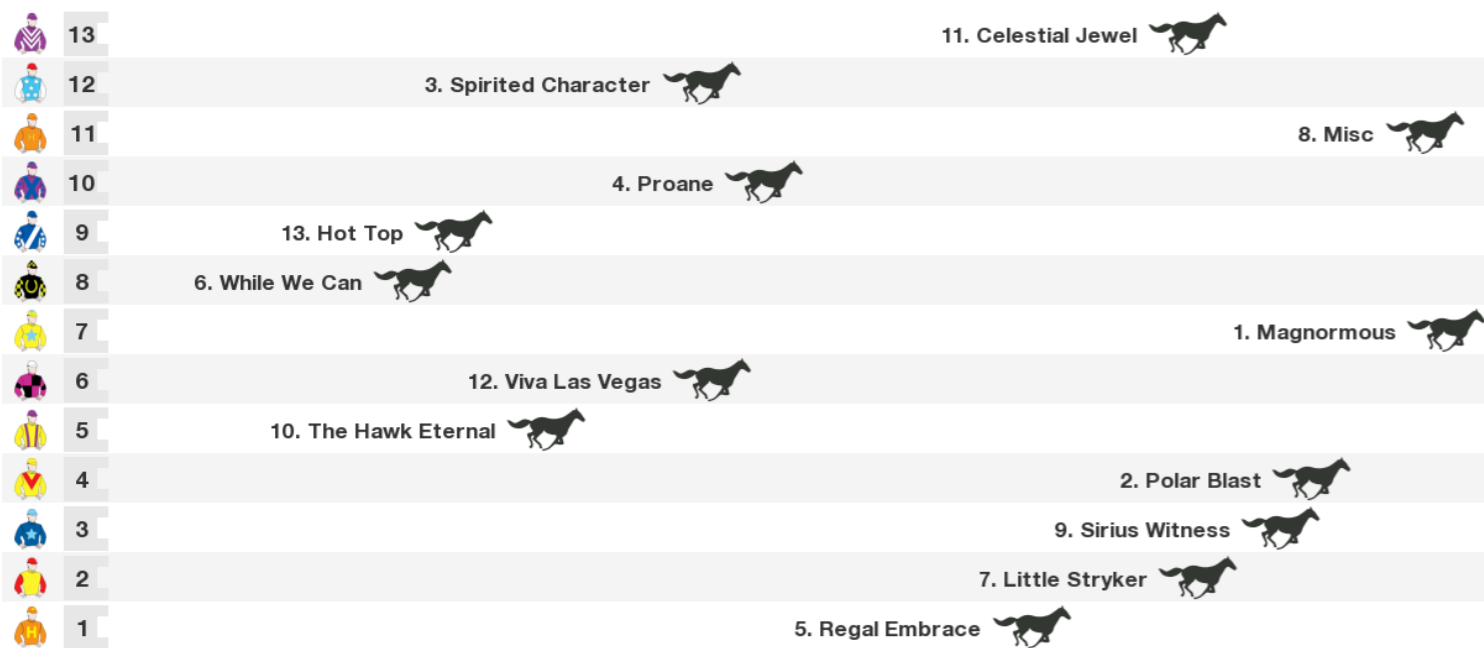 13 11. Celestial Jewel
12 3. Spirited Character
11 8. Misc
10 4. Proane
9 13. Hot Top
8 6. While We Can
7 1. Magnormous
6 12. Viva Las Vegas
5 10. The Hawk Eternal
4 2. Polar Blast
3 9. Sirius Witness
2 7. Little Stryker
H 1 5. Regal Embrace